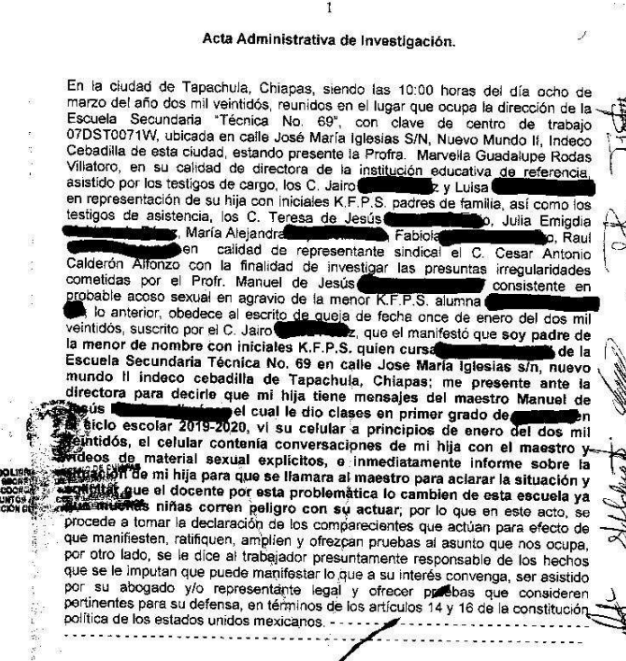 1
Acta Administrativa de Investigación.
En la ciudad de Tapachula, Chiapas, siendo las 10:00 horas del día ocho de
marzo del año dos mil veintidós, reunidos en el lugar que ocupa la dirección de la
Escuela Secundaria "Técnica No. 69", con clave de centro de trabajo
07DST0071W, ubicada en calle José María Iglesias S/N, Nuevo Mundo II, Indeco
Cebadilla de esta ciudad, estando presente la Profra. Marvella Guadalupe Rodas
Villatoro, en su calidad de directora de la institución educativa de referencia,
asistido por los testigos de cargo, los C. Jairo z y Luisa
en representación de su hija con iniciales K.F.P.S. padres de familia, así como los
testigos de asistencia, los C. Teresa de Jesús o, Julia Emigdia
, María Alejandra , Fabiola o, Raul
en calidad de representante sindical el C. Cesar Antonio
Calderón Alfonzo con la finalidad de investigar las presuntas irregularidades
cometidas por el Profr. Manuel de Jesús consistente en
probable acoso sexual en agravio de la menor K.F.P.S. alumna
, lo anterior, obedece al escrito de queja de fecha once de enero del dos mil
veintidós, suscrito por el C. Jairo z, que el manifestó que soy padre de
la menor de nombre con iniciales K.F.P.S. quien cursa de la
Escuela Secundaria Técnica No. 69 en calle Jose María Iglesias s/n, nuevo
mundo II indeco cebadilla de Tapachula, Chiapas; me presente ante la
directora para decirle que mi hija tiene mensajes del maestro Manuel de
Jesús el cual le dio clases en primer grado de en
el ciclo escolar 2019-2020, vi su celular a principios de enero del dos mil
veintidós, el celular contenía conversaciones de mi hija con el maestro y
videos de material sexual explicitos, e inmediatamente informe sobre la
situación de mi hija para que se llamara al maestro para aclarar la situación y
que el docente por esta problemática lo cambien de esta escuela ya
que muchas niñas corren peligro con su actuar; por lo que en este acto, se
procede a tomar la declaración de los comparecientes que actúan para efecto de
que manifiesten, ratifiquen, amplien y ofrezcan pruebas al asunto que nos ocupa,
por otro lado, se le dice al trabajador presuntamente responsable de los hechos
que se le imputan que puede manifestar lo que a su interés convenga, ser asistido
por su abogado y/o representante legal y ofrecer pruebas que consideren
pertinentes para su defensa, en términos de los artículos 14 y 16 de la constitución
política de los estados unidos mexicanos.